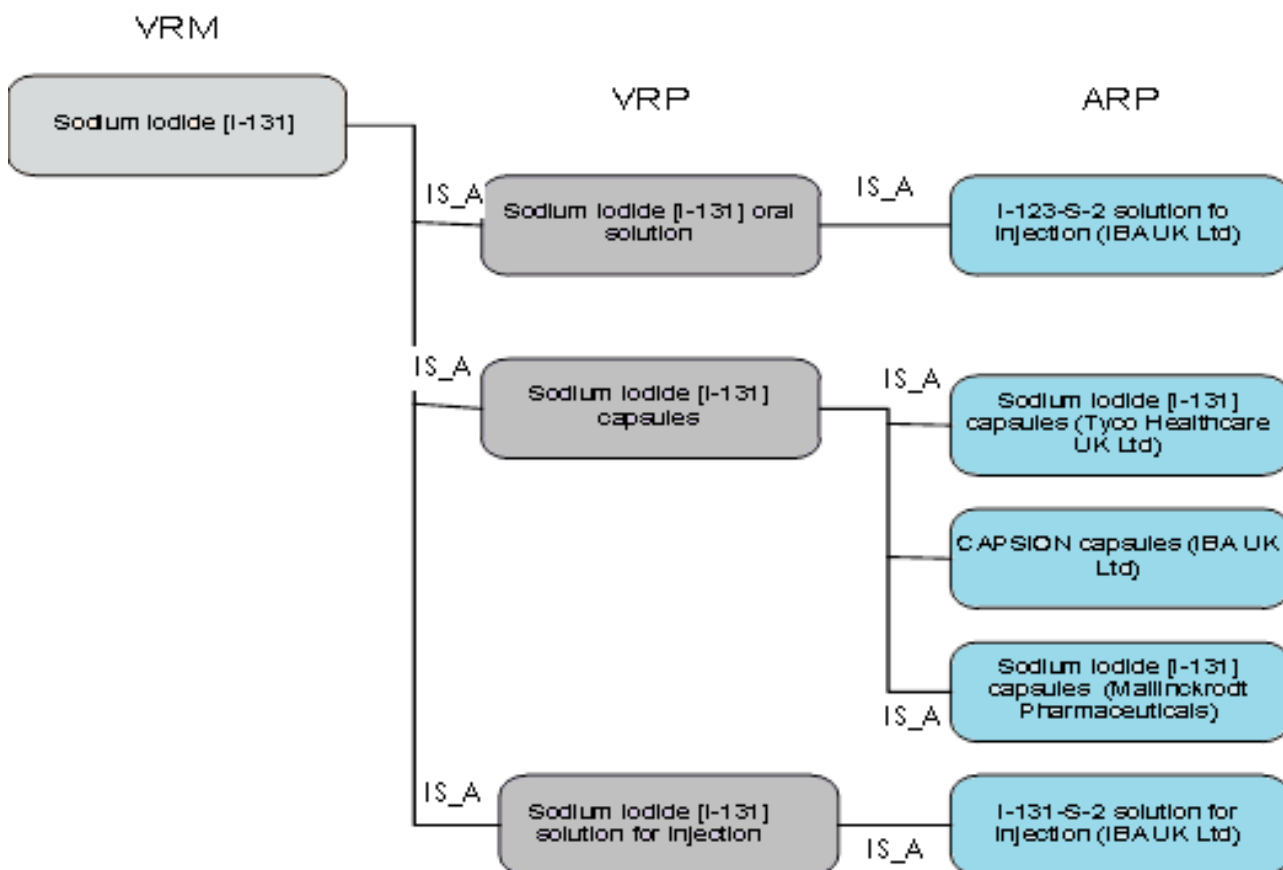 VRM
VRP
ARP
Sodium Iodide [I-131]
IS_A
Sodium Iodide [I-131] oral
solution
IS_A
I-123-S-2 solution fo
Injection (IBA UK Ltd)
IS_A
Sodium Iodide [I-131]
capsules
IS_A
Sodium Iodide [I-131]
capsules (Tyco Healthcare
UK Ltd)
CAPSION capsules (IBA UK
Ltd)
IS_A
Sodium Iodide [I-131]
capsules (Mallinckrodt
Pharmaceuticals)
IS_A
Sodium Iodide [I-131]
solution for Injection
IS_A
I-131-S-2 solution for
Injection (IBA UK Ltd)